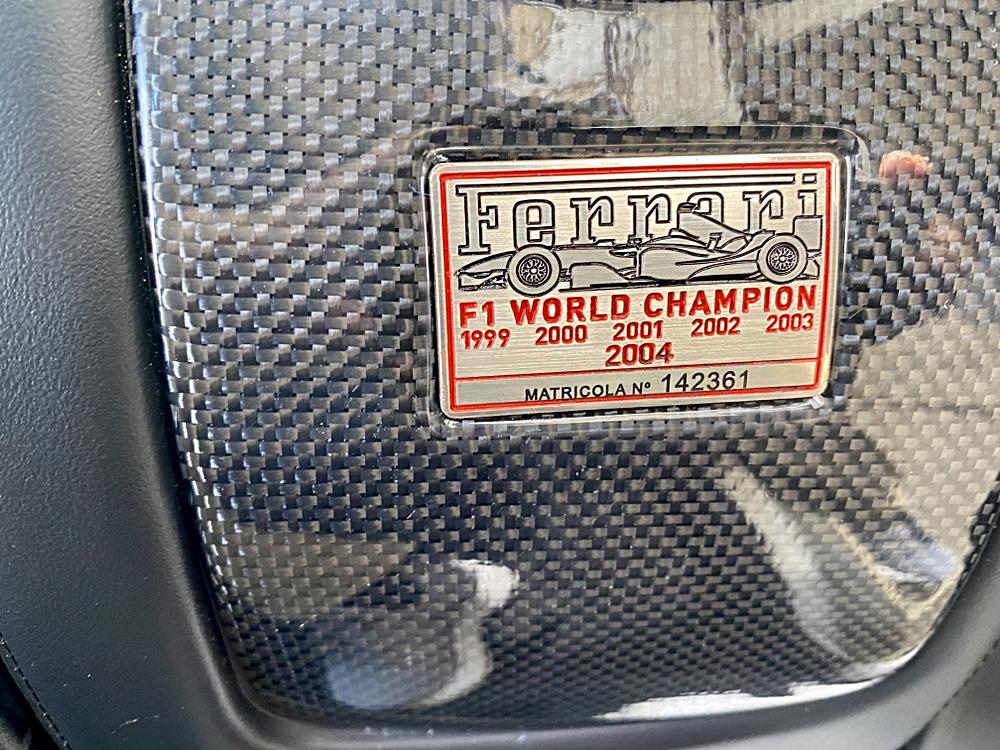 Ferrari
F1 WORLD CHAMPION
1999 2000 2001 2002 2003
2004
MATRICOLA Nº 142361